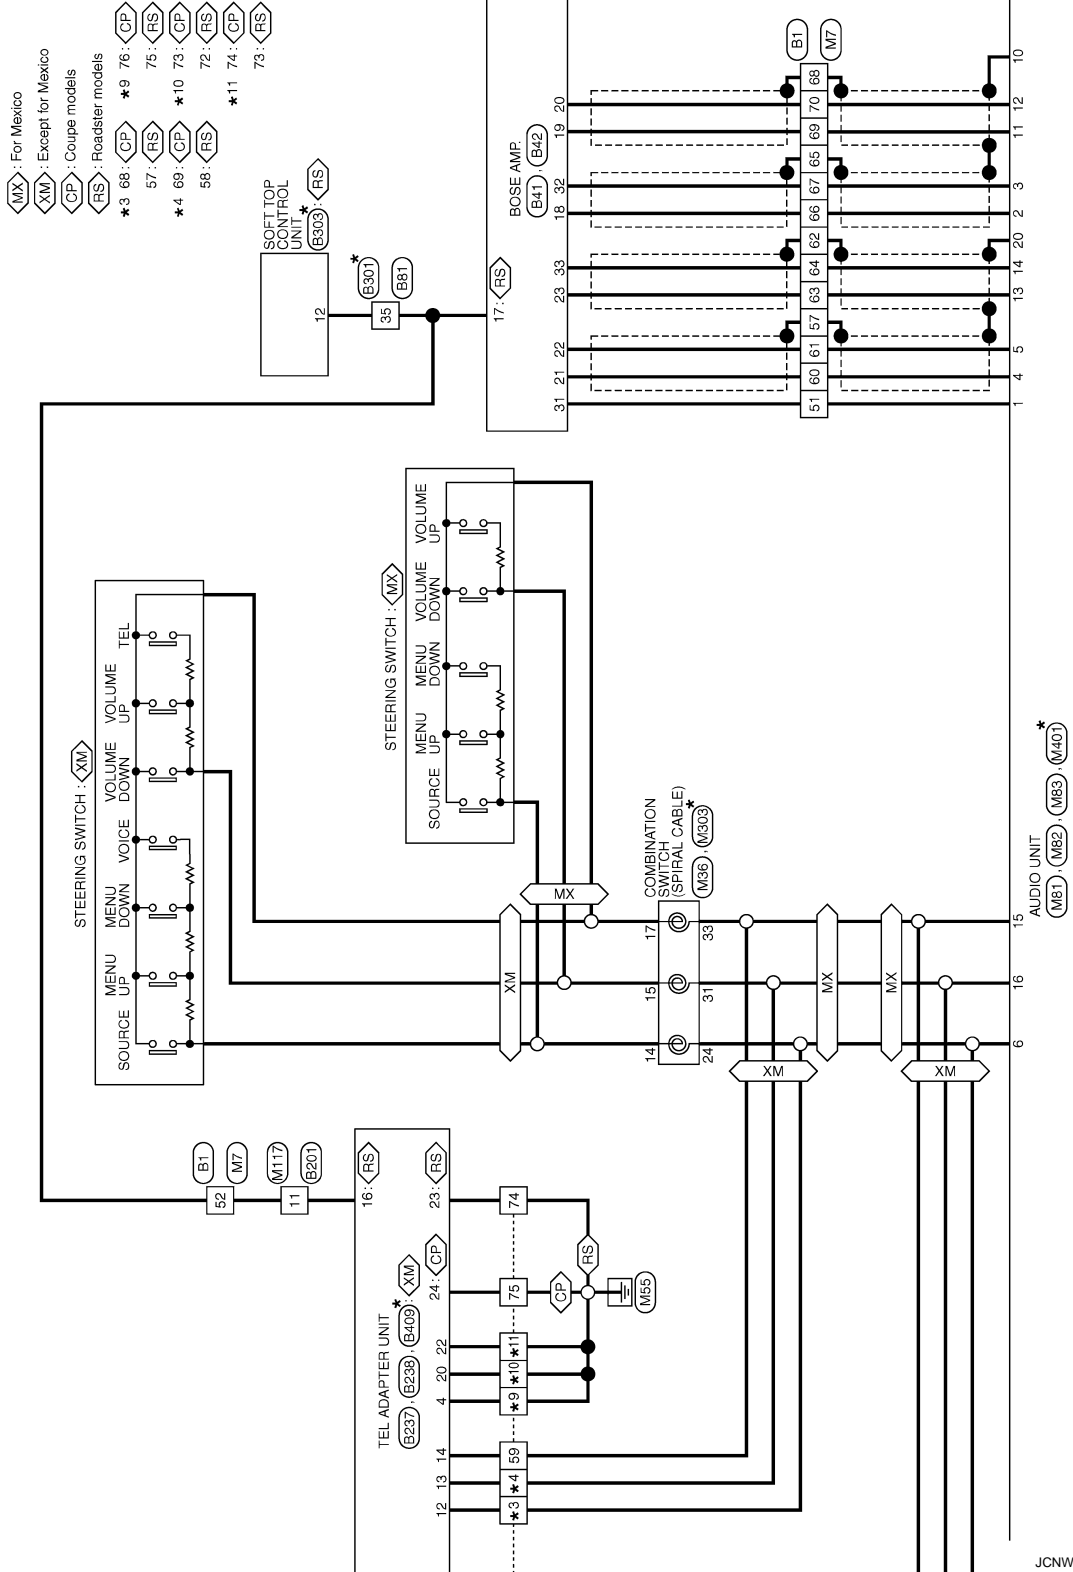 MX : For Mexico
XM : Except for Mexico
CP : Coupe models
RS : Roadster models
*3 68 : CP
57 : RS
*4 69 : CP
58 : RS
*9 76 : CP
75 : RS
*10 73 : CP
72 : RS
*11 74 : CP
73 : RS
SOFT TOP
CONTROL
UNIT *
B303 : RS
12
*
B301
35
B81
17 : RS
BOSE AMP.
B41 , B42
31 21 22 23 33 18 32 19 20
B1
51 60 61 57 63 64 62 66 67 65 69 70 68
M7
1 4 5 13 14 20 2 3 11 12 10
STEERING SWITCH : XM
SOURCE
MENU
UP
MENU
DOWN
VOICE
VOLUME
DOWN
VOLUME
UP
TEL
STEERING SWITCH : MX
SOURCE
MENU
UP
MENU
DOWN
VOLUME
DOWN
VOLUME
UP
XM
MX
COMBINATION
SWITCH
(SPIRAL CABLE)
*
M36 , M303
14 15 17
24 31 33
XM
MX
MX
XM
6 16 15
AUDIO UNIT
*
M81 , M82 , M83 , M401
B1
52
M7
M117
11
B201
16 : RS
TEL ADAPTER UNIT
*
B237 , B238 , B409 : XM
12 13 14 4 20 22 24 : CP 23 : RS
*3 *4 59 *9 *10 *11 75 74
CP
RS
M55
JCNW